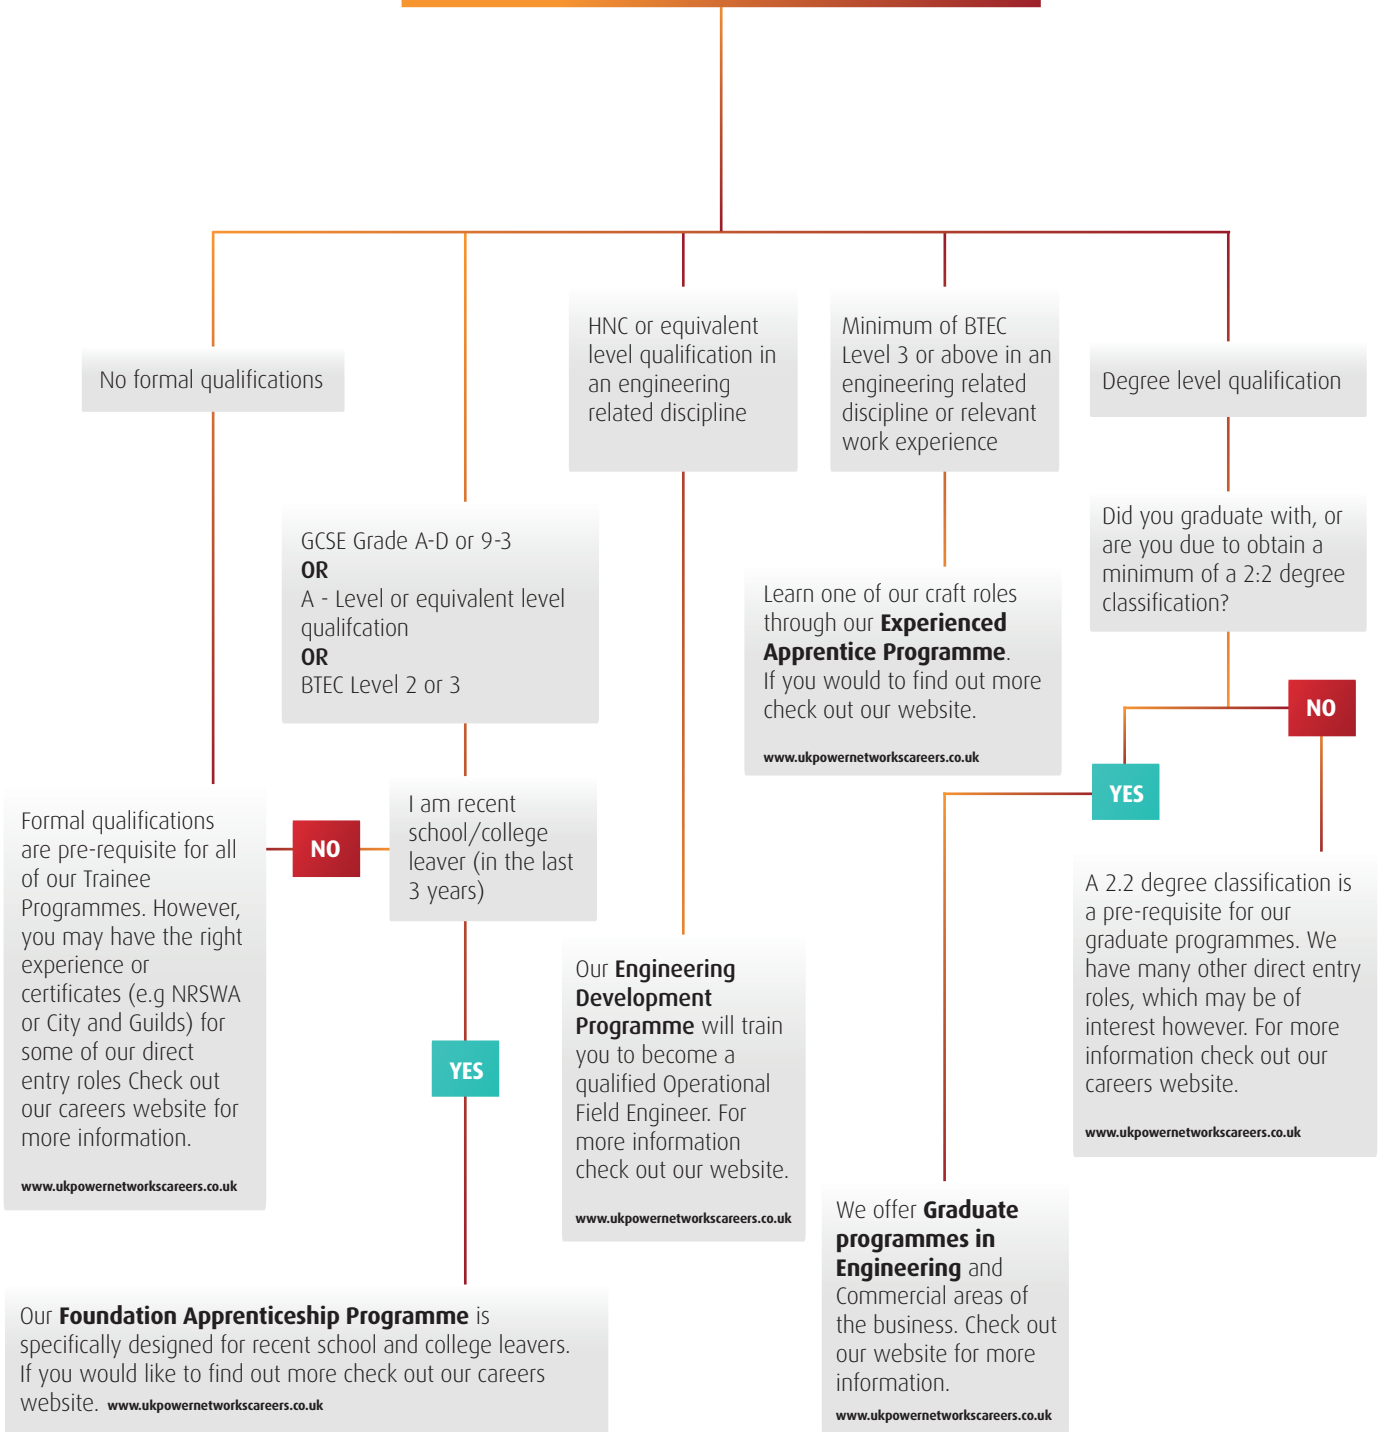 No formal qualifications
HNC or equivalent
level qualification in
an engineering
related discipline
Minimum of BTEC
Level 3 or above in an
engineering related
discipline or relevant
work experience
Degree level qualification
GCSE Grade A-D or 9-3
OR
A - Level or equivalent level
qualifcation
OR
BTEC Level 2 or 3
Did you graduate with, or
are you due to obtain a
minimum of a 2:2 degree
classification?
Learn one of our craft roles
through our Experienced
Apprentice Programme.
If you would to find out more
check out our website.
www.ukpowernetworkscareers.co.uk
NO
YES
I am recent
school/college
leaver (in the last
3 years)
NO
Formal qualifications
are pre-requisite for all
of our Trainee
Programmes. However,
you may have the right
experience or
certificates (e.g NRSWA
or City and Guilds) for
some of our direct
entry roles Check out
our careers website for
more information.
www.ukpowernetworkscareers.co.uk
YES
Our Engineering
Development
Programme will train
you to become a
qualified Operational
Field Engineer. For
more information
check out our website.
www.ukpowernetworkscareers.co.uk
A 2.2 degree classification is
a pre-requisite for our
graduate programmes. We
have many other direct entry
roles, which may be of
interest however. For more
information check out our
careers website.
www.ukpowernetworkscareers.co.uk
We offer Graduate
programmes in
Engineering and
Commercial areas of
the business. Check out
our website for more
information.
www.ukpowernetworkscareers.co.uk
Our Foundation Apprenticeship Programme is
specifically designed for recent school and college leavers.
If you would like to find out more check out our careers
website. www.ukpowernetworkscareers.co.uk